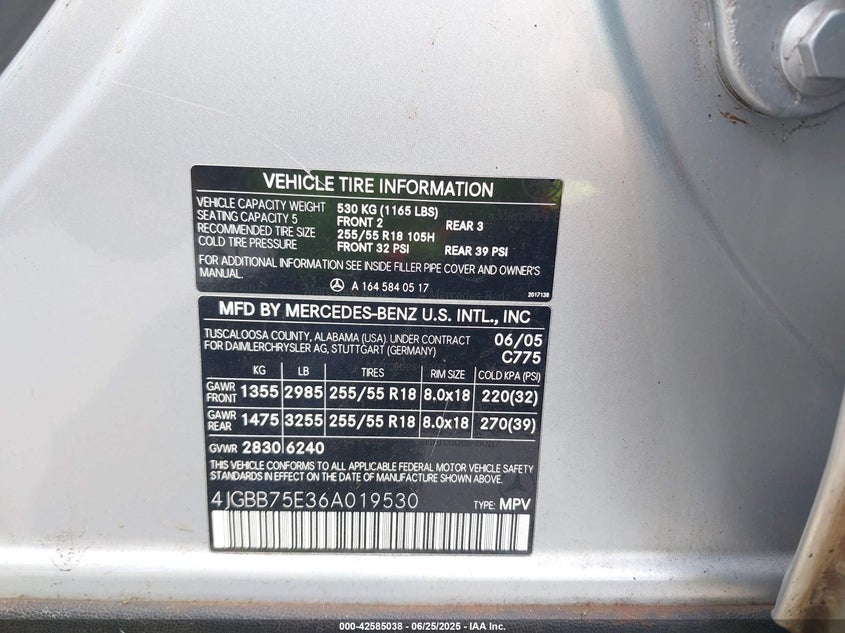 VEHICLE TIRE INFORMATION
VEHICLE CAPACITY WEIGHT 530 KG (1165 LBS)
SEATING CAPACITY 5 FRONT 2 REAR 3
RECOMMENDED TIRE SIZE 255/55 R18 105H
COLD TIRE PRESSURE FRONT 32 PSI REAR 39 PSI
FOR ADDITIONAL INFORMATION SEE INSIDE FILLER PIPE COVER AND OWNER'S
MANUAL.
A 164 584 05 17
2017138
MFD BY MERCEDES-BENZ U.S. INTL., INC
TUSCALOOSA COUNTY, ALABAMA (USA). UNDER CONTRACT 06/05
FOR DAIMLERCHRYSLER AG, STUTTGART (GERMANY) C775
KG LB TIRES RIM SIZE COLD KPA (PSI)
GAWR FRONT 1355 2985 255/55 R18 8.0x18 220(32)
GAWR REAR 1475 3255 255/55 R18 8.0x18 270(39)
GVWR 2830 6240
THIS VEHICLE CONFORMS TO ALL APPLICABLE FEDERAL MOTOR VEHICLE SAFETY
STANDARDS IN EFFECT ON THE DATE OF MANUFACTURE SHOWN ABOVE.
4JGBB75E36A019530 TYPE: MPV
000-42585038 - 06/25/2025 - IAA Inc.